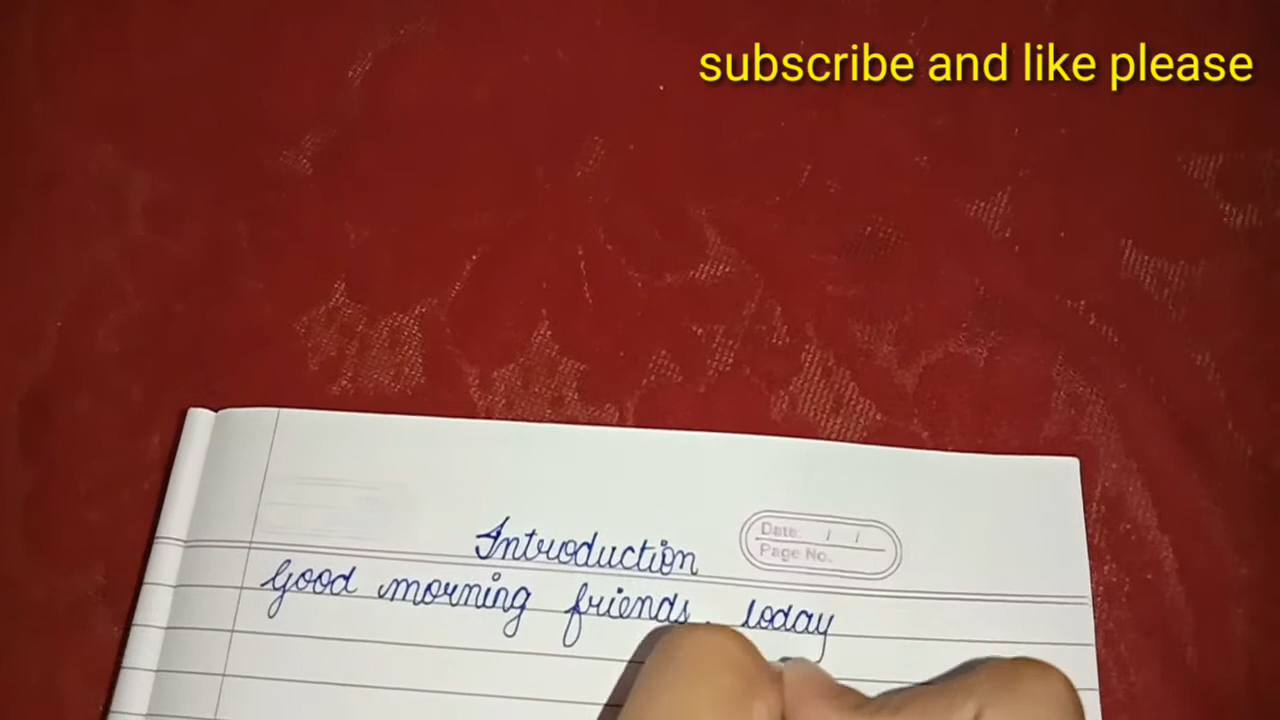 subscribe and like please
Introduction
Date: / /
Page No.
Good morning friends, today